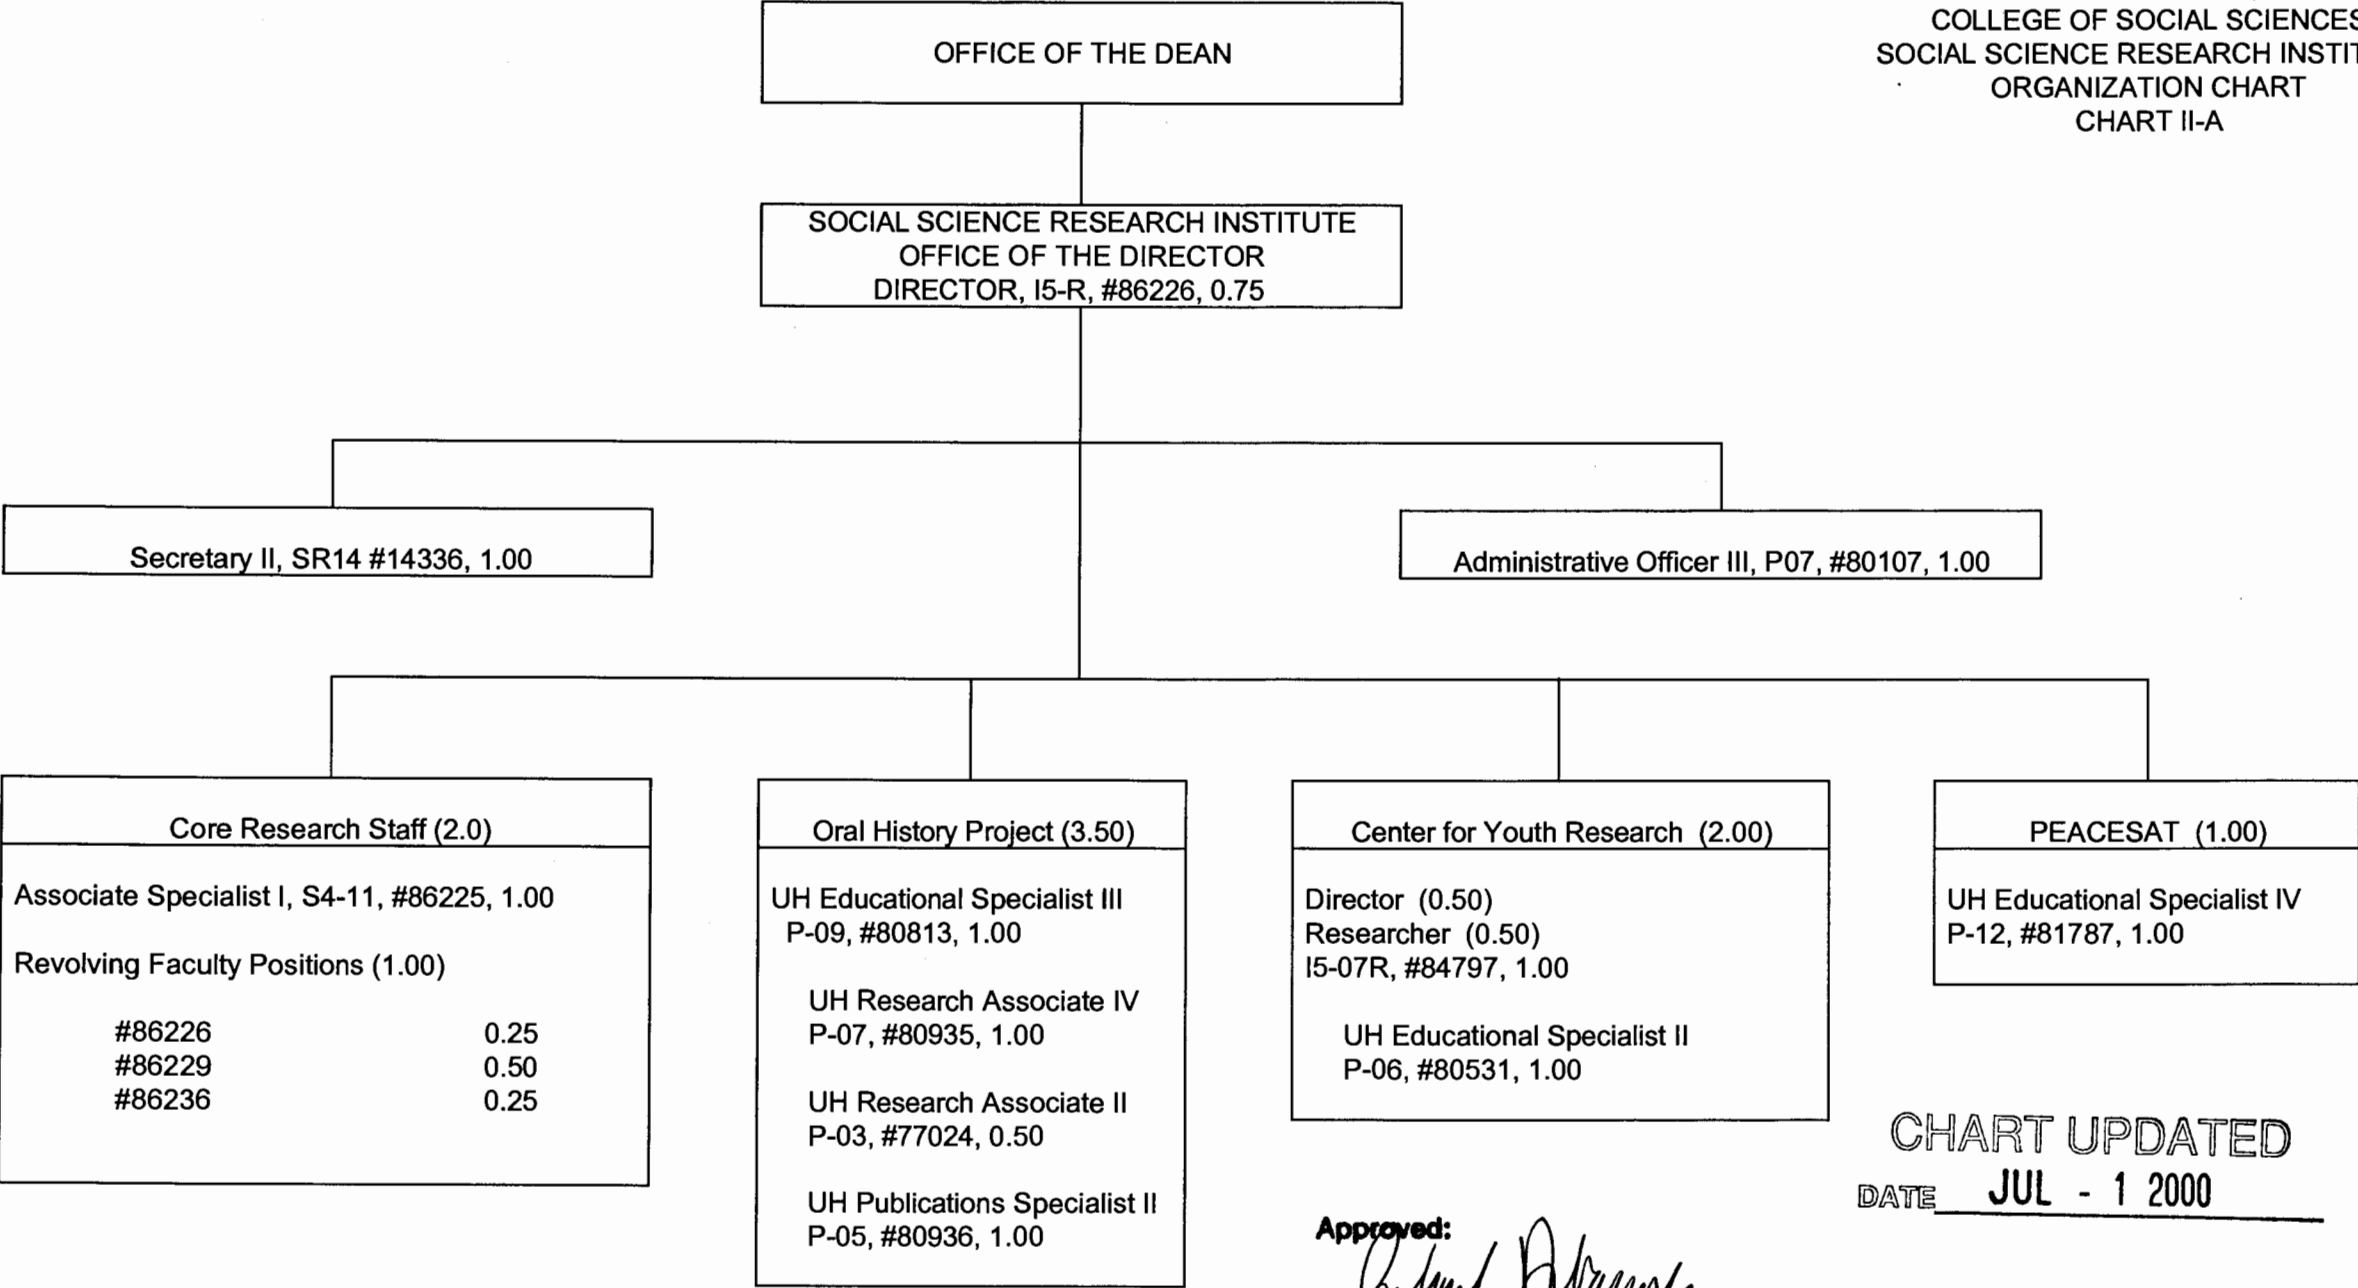 COLLEGE OF SOCIAL SCIENCES
SOCIAL SCIENCE RESEARCH INSTIT
ORGANIZATION CHART
CHART II-A
OFFICE OF THE DEAN
SOCIAL SCIENCE RESEARCH INSTITUTE
OFFICE OF THE DIRECTOR
DIRECTOR, I5-R, #86226, 0.75
Secretary II, SR14 #14336, 1.00
Administrative Officer III, P07, #80107, 1.00
Core Research Staff (2.0)
Associate Specialist I, S4-11, #86225, 1.00
Revolving Faculty Positions (1.00)
#86226 0.25
#86229 0.50
#86236 0.25
Oral History Project (3.50)
UH Educational Specialist III
P-09, #80813, 1.00
UH Research Associate IV
P-07, #80935, 1.00
UH Research Associate II
P-03, #77024, 0.50
UH Publications Specialist II
P-05, #80936, 1.00
Center for Youth Research (2.00)
Director (0.50)
Researcher (0.50)
I5-07R, #84797, 1.00
UH Educational Specialist II
P-06, #80531, 1.00
PEACESAT (1.00)
UH Educational Specialist IV
P-12, #81787, 1.00
CHART UPDATED
DATE JUL - 1 2000
Approved: